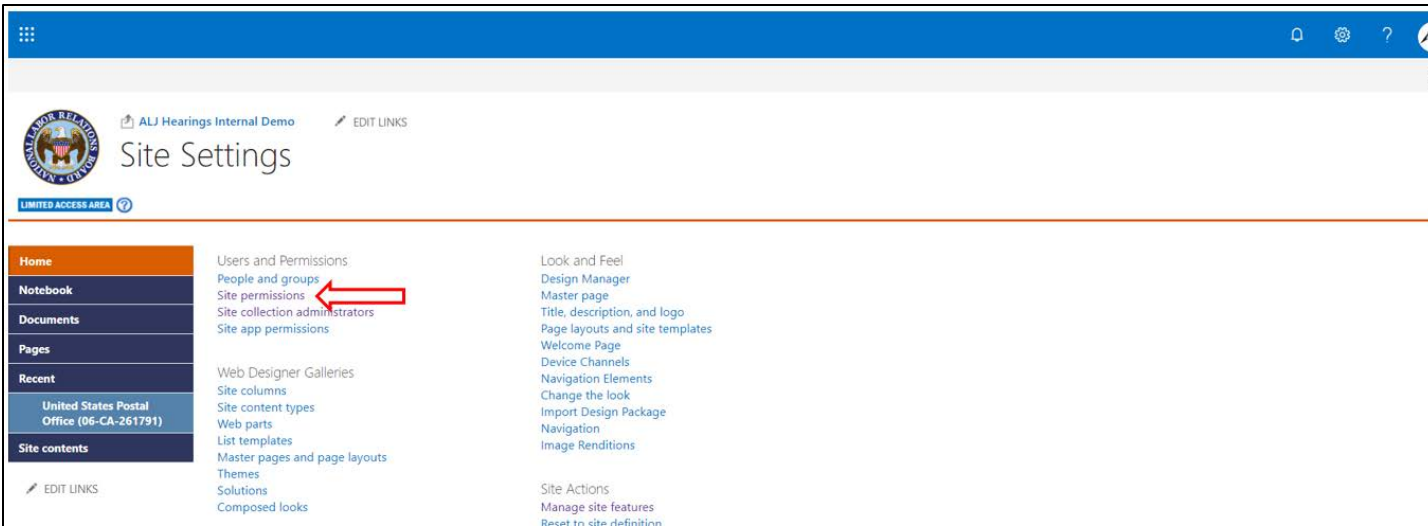 ?
ALJ Hearings Internal Demo
EDIT LINKS
NATIONAL LABOR RELATIONS BOARD
Site Settings
LIMITED ACCESS AREA ?
Home
Notebook
Documents
Pages
Recent
United States Postal
Office (06-CA-261791)
Site contents
EDIT LINKS
Users and Permissions
People and groups
Site permissions
Site collection administrators
Site app permissions
Web Designer Galleries
Site columns
Site content types
Web parts
List templates
Master pages and page layouts
Themes
Solutions
Composed looks
Look and Feel
Design Manager
Master page
Title, description, and logo
Page layouts and site templates
Welcome Page
Device Channels
Navigation Elements
Change the look
Import Design Package
Navigation
Image Renditions
Site Actions
Manage site features
Reset to site definition